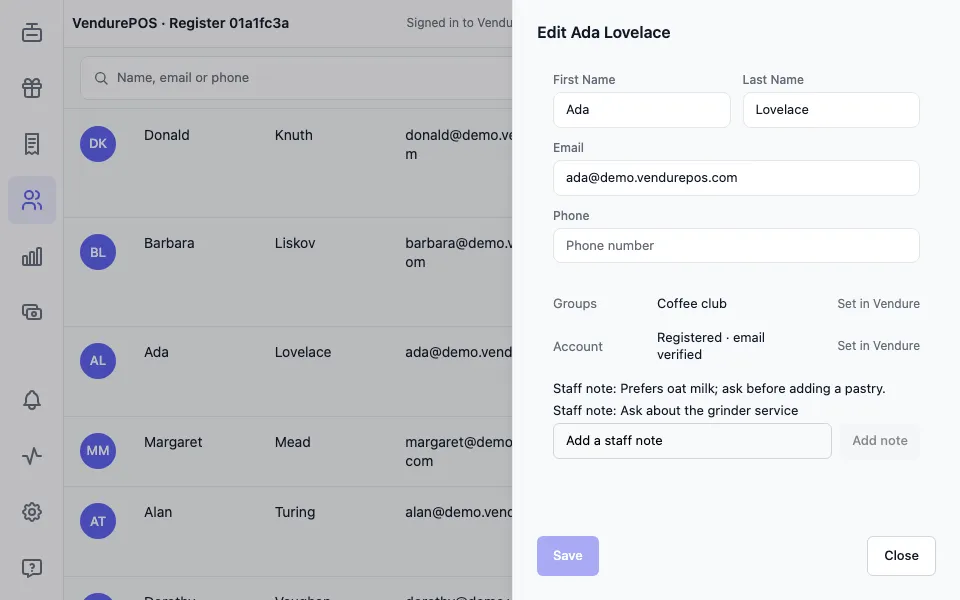 VendurePOS · Register 01a1fc3a
Signed in to Vendu
Name, email or phone
DK Donald Knuth donald@demo.ve
m
BL Barbara Liskov barbara@demo.v
om
AL Ada Lovelace ada@demo.vend
MM Margaret Mead margaret@demo
com
AT Alan Turing alan@demo.vend
Edit Ada Lovelace
First Name Last Name
Ada Lovelace
Email
ada@demo.vendurepos.com
Phone
Phone number
Groups Coffee club Set in Vendure
Account Registered · email
verified Set in Vendure
Staff note: Prefers oat milk; ask before adding a pastry.
Staff note: Ask about the grinder service
Add a staff note Add note
Save Close